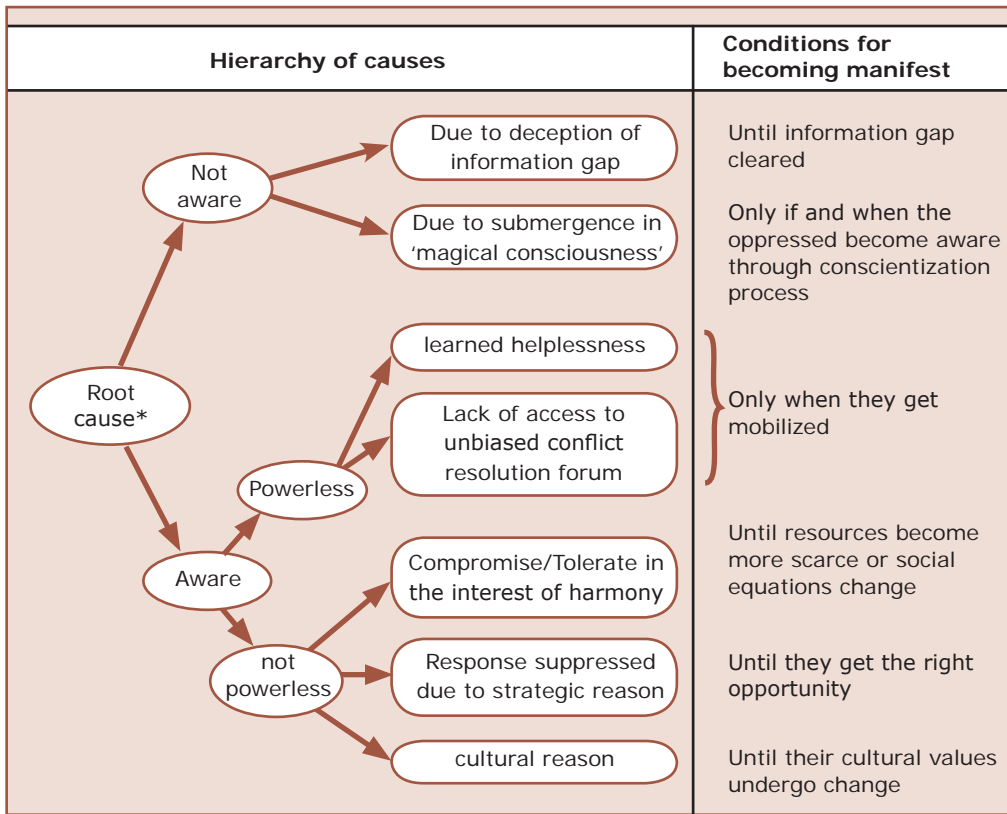 Hierarchy of causes
Conditions for
becoming manifest
Not
aware
Due to deception of
information gap
Until information gap
cleared
Due to submergence in
‘magical consciousness’
Only if and when the
oppressed become aware
through conscientization
process
Root
cause*
learned helplessness
Lack of access to
unbiased conflict
resolution forum
Only when they get
mobilized
Powerless
Aware
Compromise/Tolerate in
the interest of harmony
Until resources become
more scarce or social
equations change
not
powerless
Response suppressed
due to strategic reason
Until they get the right
opportunity
cultural reason
Until their cultural values
undergo change